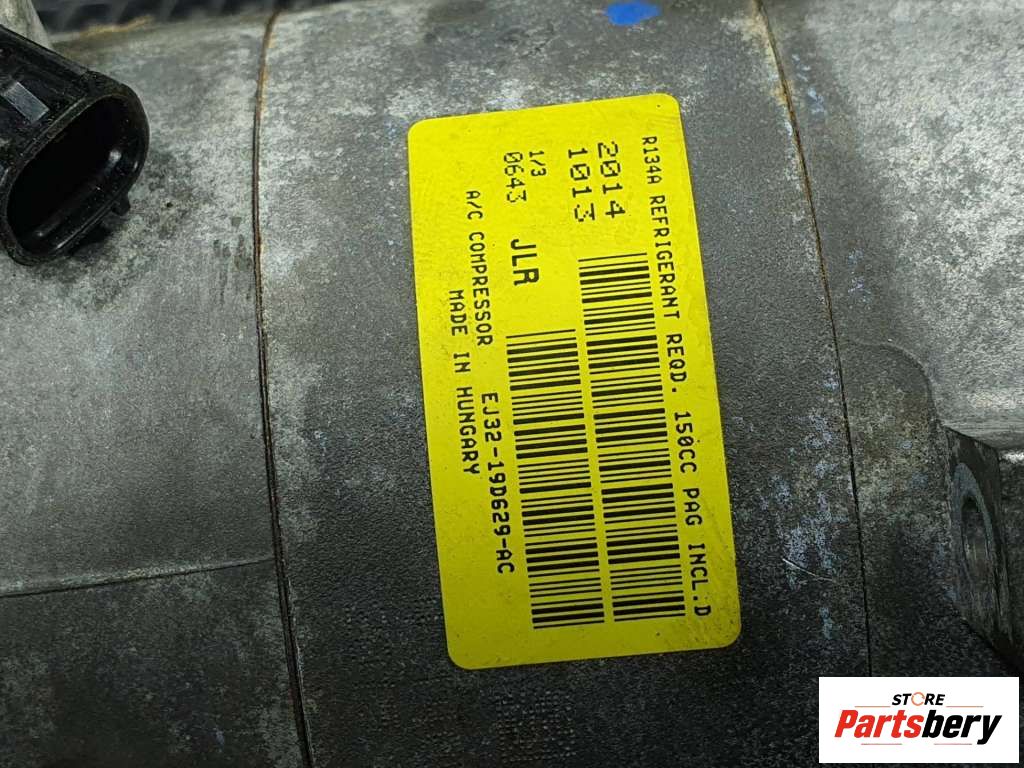 R134A REFRIGERANT REQD. 150CC PAG INCL.D
2014
1013
1/3
0643 JLR
A/C COMPRESSOR EJ32-19D629-AC
MADE IN HUNGARY
STORE
Partsbery